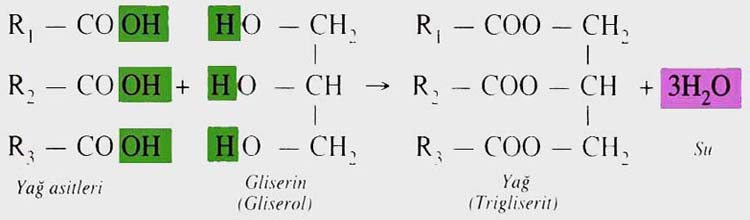 R₁ — CO OH   H O — CH₂   R₁ — COO — CH₂
R₂ — CO OH + H O — CH → R₂ — COO — CH + 3H₂O
R₃ — CO OH   H O — CH₂   R₃ — COO — CH₂
Yağ asitleri   Gliserin   Yağ   Su
(Gliserol)   (Trigliserit)